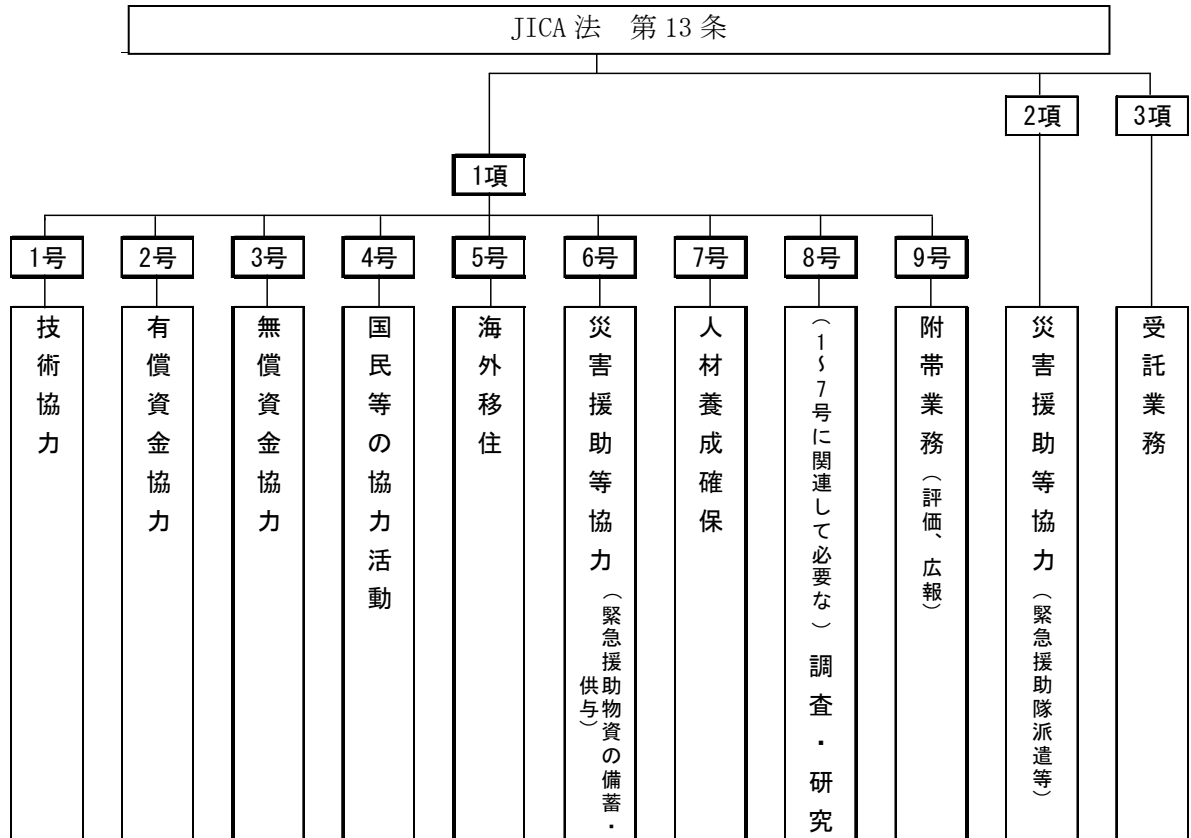 JICA法　第13条
2項
3項
1項
1号
2号
3号
4号
5号
6号
7号
8号
9号
技術協力
有償資金協力
無償資金協力
国民等の協力活動
海外移住
災害援助等協力（緊急援助物資の備蓄・
供与）
人材養成確保
（1～7号に関連して必要な）調査・研究
附帯業務（評価、広報）
災害援助等協力（緊急援助隊派遣等）
受託業務